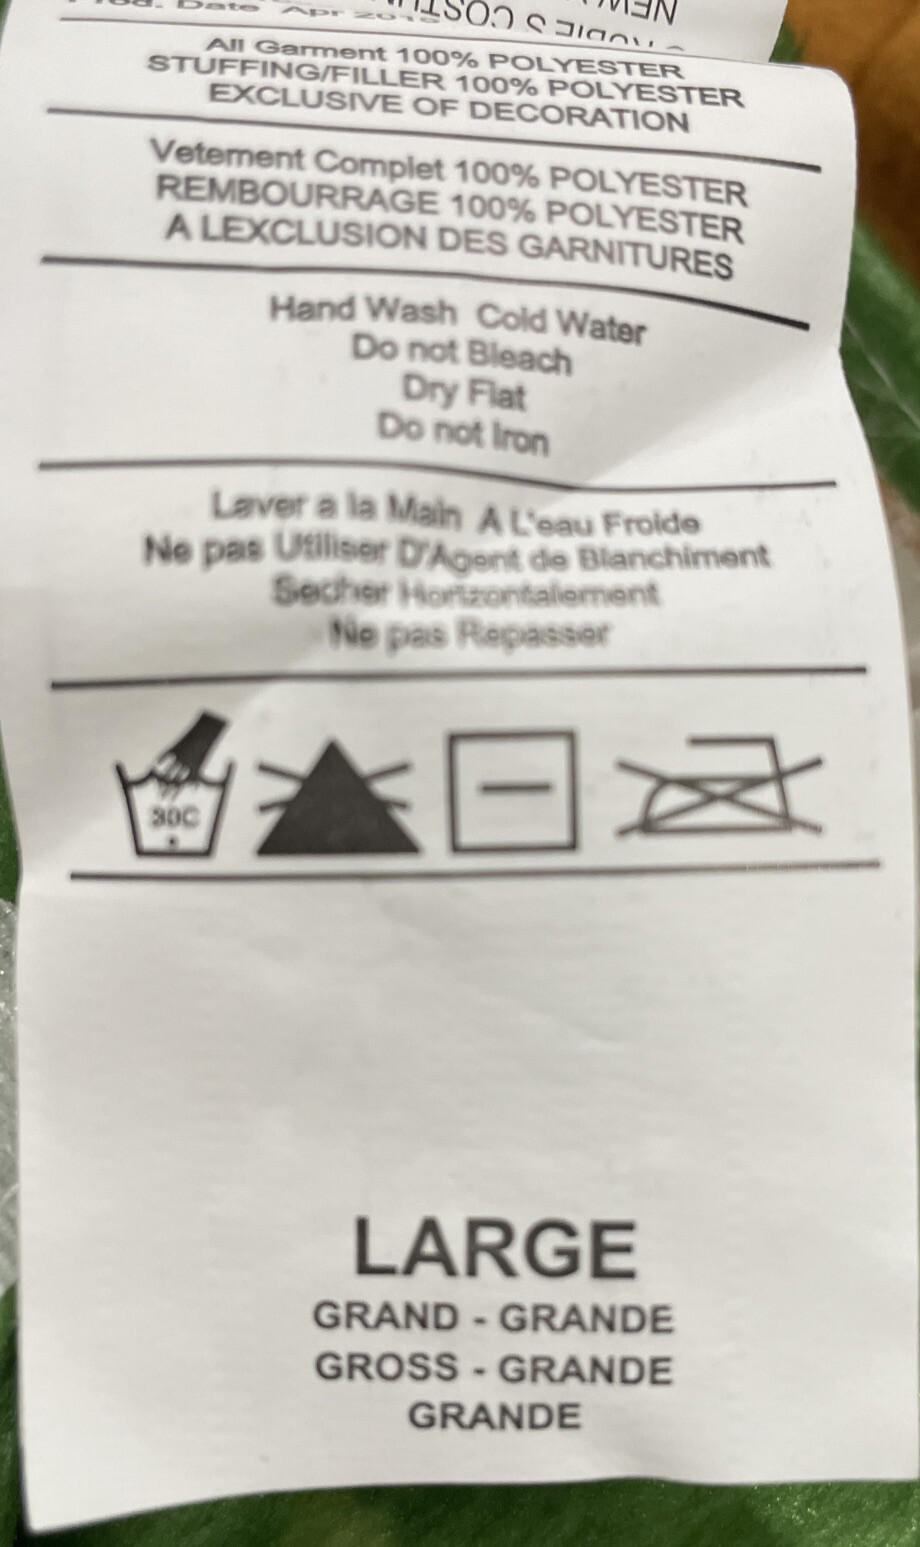 Date Apr
All Garment 100% POLYESTER
STUFFING/FILLER 100% POLYESTER
EXCLUSIVE OF DECORATION
Vetement Complet 100% POLYESTER
REMBOURRAGE 100% POLYESTER
A LEXCLUSION DES GARNITURES
Hand Wash Cold Water
Do not Bleach
Dry Flat
Do not Iron
Laver a la Main A L'eau Froide
Ne pas Utiliser D'Agent de Blanchiment
Secher Horizontalement
Ne pas Repasser
30C
LARGE
GRAND - GRANDE
GROSS - GRANDE
GRANDE